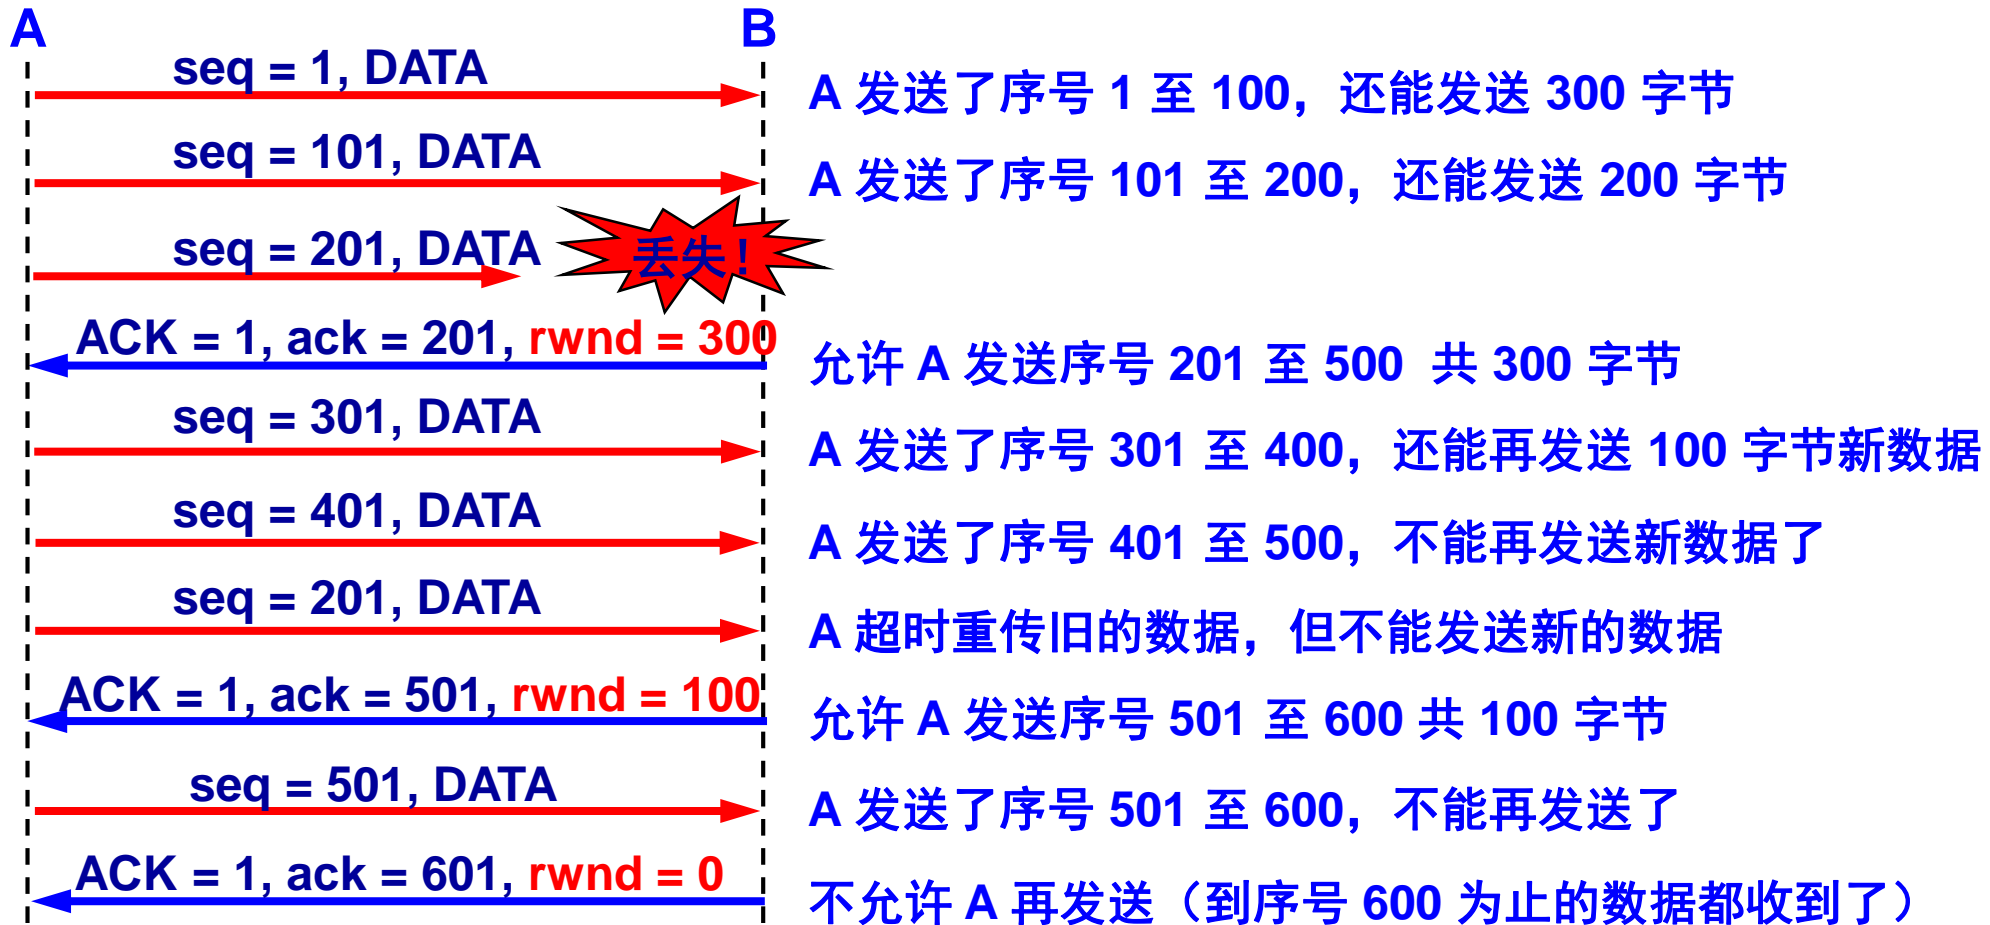 A B
seq = 1, DATA
A 发送了序号 1 至 100，还能发送 300 字节
seq = 101, DATA
A 发送了序号 101 至 200，还能发送 200 字节
seq = 201, DATA
丢失！
ACK = 1, ack = 201, rwnd = 300
允许 A 发送序号 201 至 500 共 300 字节
seq = 301, DATA
A 发送了序号 301 至 400，还能再发送 100 字节新数据
seq = 401, DATA
A 发送了序号 401 至 500，不能再发送新数据了
seq = 201, DATA
A 超时重传旧的数据，但不能发送新的数据
ACK = 1, ack = 501, rwnd = 100
允许 A 发送序号 501 至 600 共 100 字节
seq = 501, DATA
A 发送了序号 501 至 600，不能再发送了
ACK = 1, ack = 601, rwnd = 0
不允许 A 再发送（到序号 600 为止的数据都收到了）